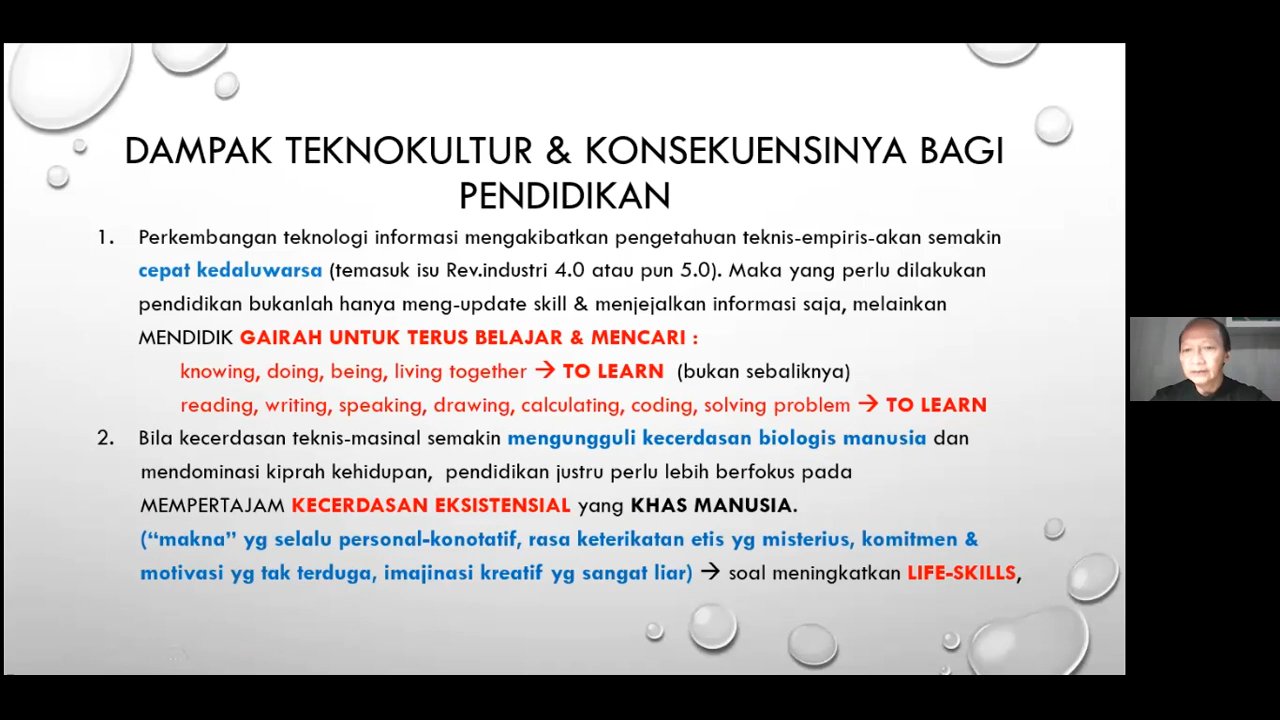 DAMPAK TEKNOKULTUR & KONSEKUENSINYA BAGI
PENDIDIKAN
1. Perkembangan teknologi informasi mengakibatkan pengetahuan teknis-empiris-akan semakin
cepat kedaluwarsa (temasuk isu Rev.industri 4.0 atau pun 5.0). Maka yang perlu dilakukan
pendidikan bukanlah hanya meng-update skill & menjejalkan informasi saja, melainkan
MENDIDIK GAIRAH UNTUK TERUS BELAJAR & MENCARI :
knowing, doing, being, living together → TO LEARN (bukan sebaliknya)
reading, writing, speaking, drawing, calculating, coding, solving problem → TO LEARN
2. Bila kecerdasan teknis-masinal semakin mengungguli kecerdasan biologis manusia dan
mendominasi kiprah kehidupan, pendidikan justru perlu lebih berfokus pada
MEMPERTAJAM KECERDASAN EKSISTENSIAL yang KHAS MANUSIA.
(“makna” yg selalu personal-konotatif, rasa keterikatan etis yg misterius, komitmen &
motivasi yg tak terduga, imajinasi kreatif yg sangat liar) → soal meningkatkan LIFE-SKILLS,